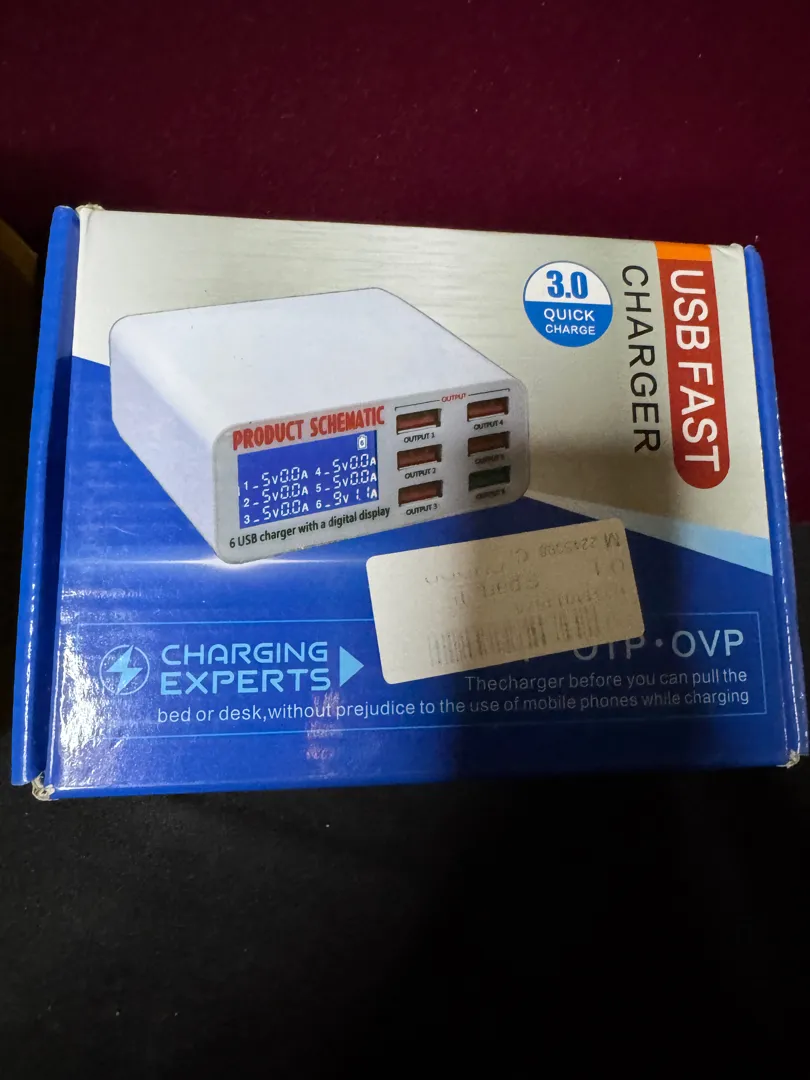 3.0
QUICK
CHARGE
USB FAST
CHARGER
PRODUCT SCHEMATIC
OUTPUT
OUTPUT 1
OUTPUT 2
OUTPUT 3
OUTPUT 4
1 - 5V0.0A 4 - 5V0.0A
2 - 5V0.0A 5 - 5V0.0A
3 - 5V0.0A 6 - 9V 1.1A
6 USB charger with a digital display
CHARGING
EXPERTS
OTP · OVP
Thecharger before you can pull the
bed or desk,without prejudice to the use of mobile phones while charging